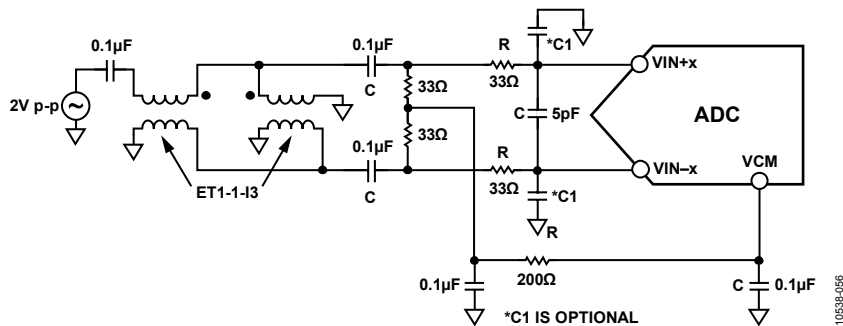 *C1
0.1µF
0.1µF
R
C
33Ω
33Ω
VIN+x
2V p-p
C
5pF
ADC
33Ω
0.1µF
R
VIN–x
VCM
C
33Ω
*C1
ET1-1-I3
R
0.1µF
200Ω
C
0.1µF
*C1 IS OPTIONAL
10538-056